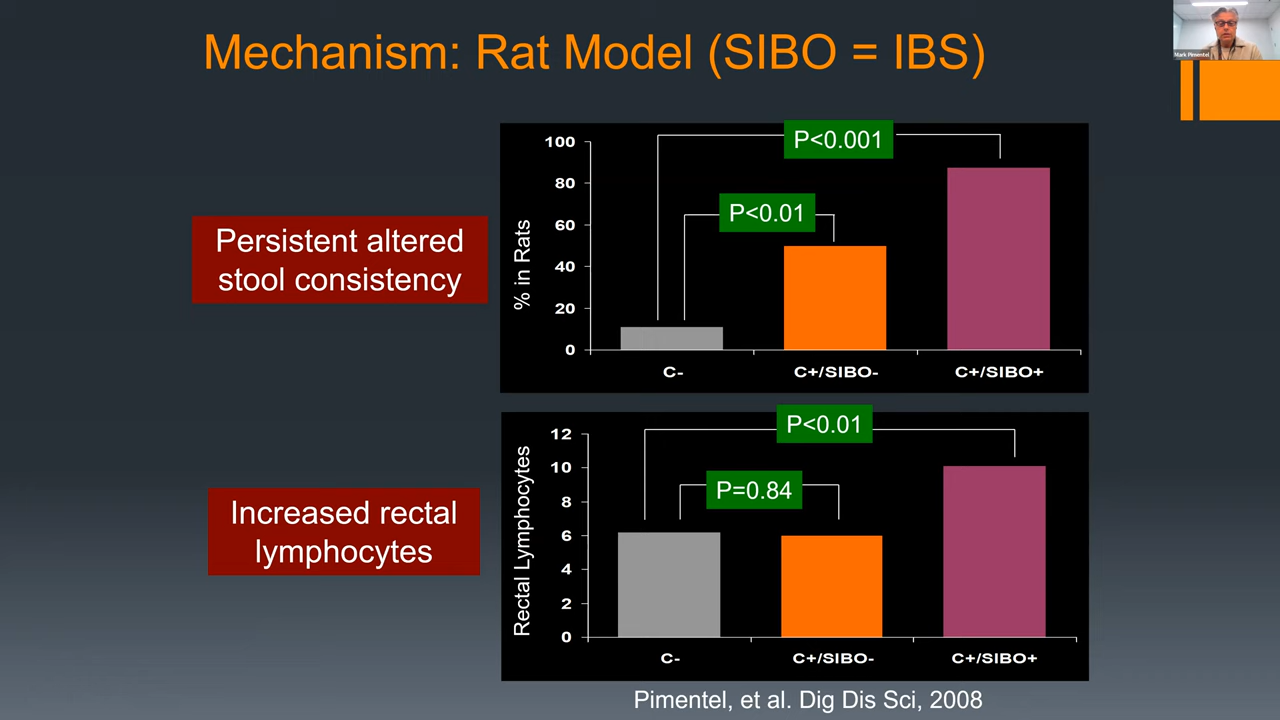 Mechanism: Rat Model (SIBO = IBS)
Mark Pimentel
Persistent altered
stool consistency
% in Rats
100
80
60
40
20
0
P<0.001
P<0.01
C-
C+/SIBO-
C+/SIBO+
Increased rectal
lymphocytes
Rectal Lymphocytes
12
10
8
6
4
2
0
P<0.01
P=0.84
C-
C+/SIBO-
C+/SIBO+
Pimentel, et al. Dig Dis Sci, 2008